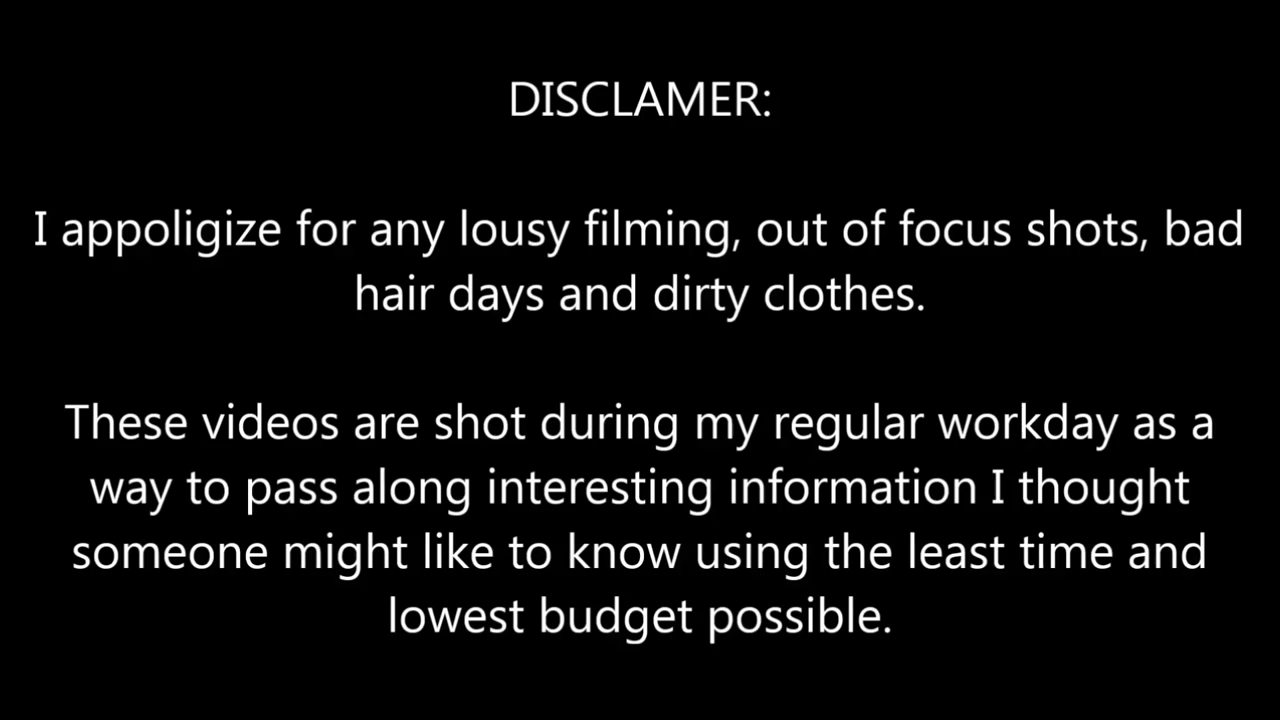 DISCLAMER:
I appoligize for any lousy filming, out of focus shots, bad
hair days and dirty clothes.
These videos are shot during my regular workday as a
way to pass along interesting information I thought
someone might like to know using the least time and
lowest budget possible.